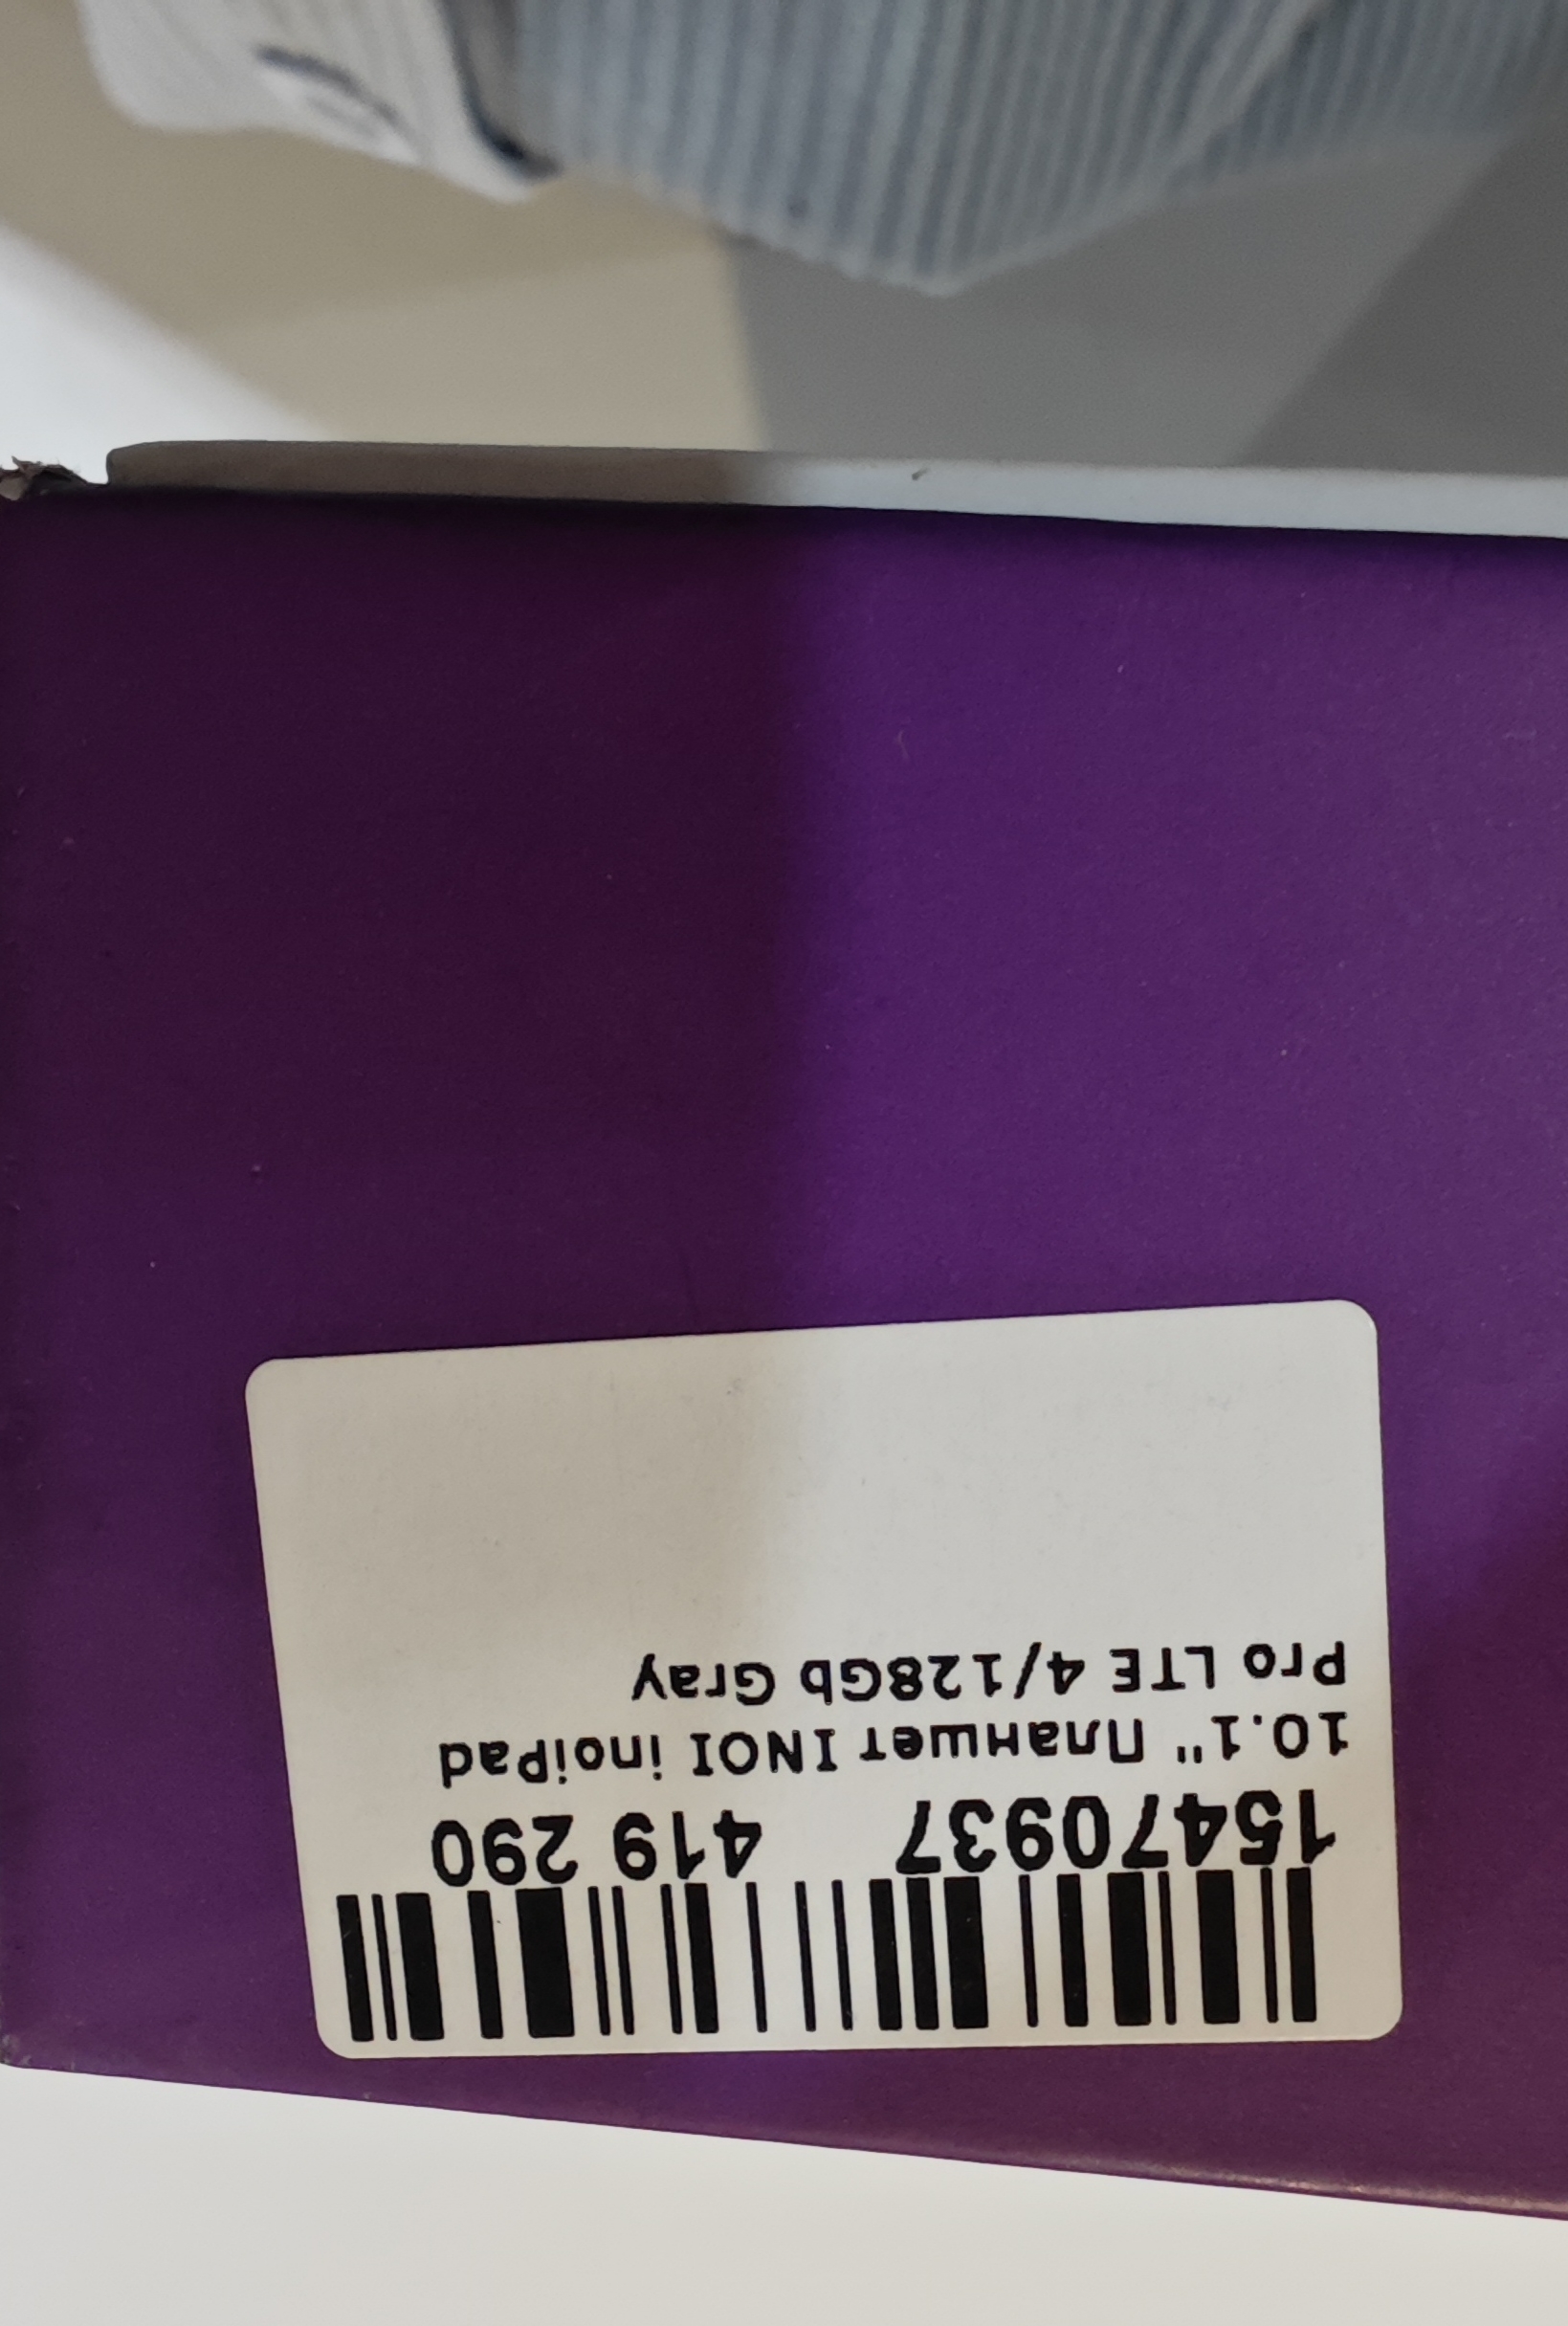 15470937 419 290
10.1" Планшет INOI inoiPad
Pro LTE 4/128Gb Gray